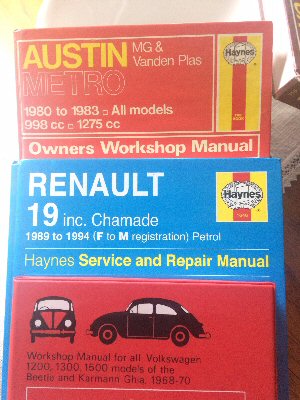 AUSTIN MG &
Vanden Plas
METRO
Haynes
1980 to 1983 □ All models
998 cc □ 1275 cc
Owners Workshop Manual
RENAULT
19 inc. Chamade
Haynes
1989 to 1994 (F to M registration) Petrol
Haynes Service and Repair Manual
Workshop Manual for all Volkswagen
1200, 1300, 1500 models of the
Beetle and Karmann Ghia: 1968-70